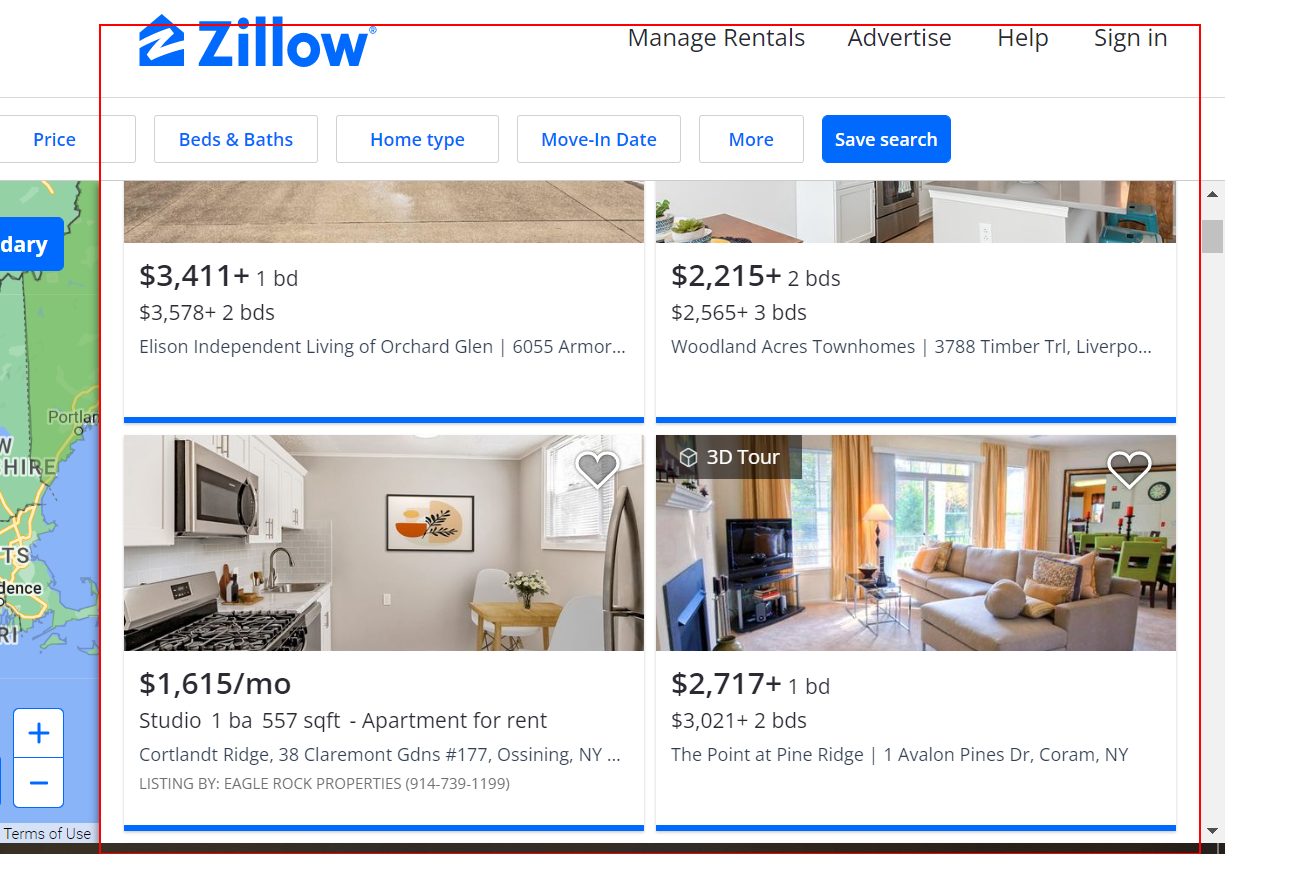 Zillow®
Manage Rentals Advertise Help Sign in
Price Beds & Baths Home type Move-In Date More Save search
dary
Portlan
W
HIRE
TS
dence
RI
+
−
Terms of Use
$3,411+ 1 bd
$3,578+ 2 bds
Elison Independent Living of Orchard Glen | 6055 Armor...
$2,215+ 2 bds
$2,565+ 3 bds
Woodland Acres Townhomes | 3788 Timber Trl, Liverpo...
$1,615/mo
Studio 1 ba 557 sqft - Apartment for rent
Cortlandt Ridge, 38 Claremont Gdns #177, Ossining, NY ...
LISTING BY: EAGLE ROCK PROPERTIES (914-739-1199)
3D Tour
$2,717+ 1 bd
$3,021+ 2 bds
The Point at Pine Ridge | 1 Avalon Pines Dr, Coram, NY